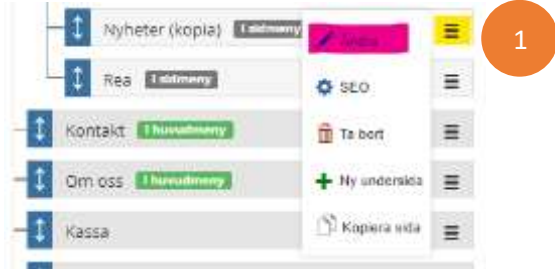 Nyheter (kopia) I sidmeny
1
Rea I sidmeny
SEO
Kontakt I huvudmeny
Ta bort
Om oss I huvudmeny
Ny undersida
Kassa
Kopiera sida